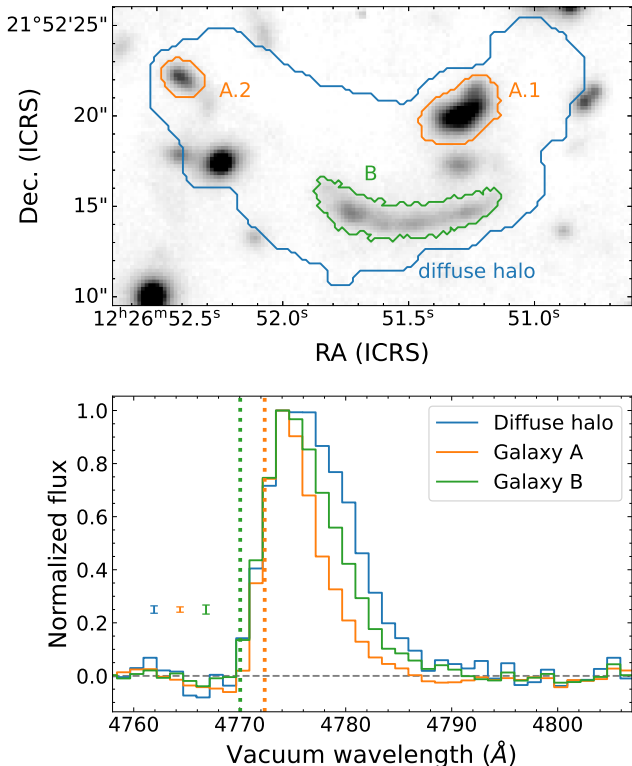 21°52'25"
20"
15"
10"
Dec. (ICRS)
A.2
A.1
B
diffuse halo
12ʰ26ᵐ52.5ˢ 52.0ˢ 51.5ˢ 51.0ˢ
RA (ICRS)
1.0
0.8
0.6
0.4
0.2
0.0
Normalized flux
Diffuse halo
Galaxy A
Galaxy B
4760 4770 4780 4790 4800
Vacuum wavelength (Å)